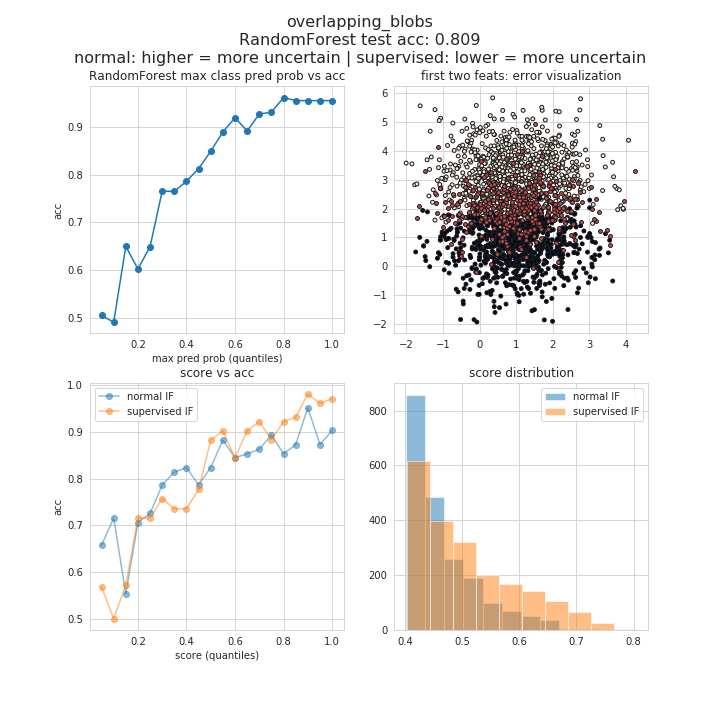 overlapping_blobs
RandomForest test acc: 0.809
normal: higher = more uncertain | supervised: lower = more uncertain
RandomForest max class pred prob vs acc
0.9
0.8
0.7
0.6
0.5
acc
0.2 0.4 0.6 0.8 1.0
max pred prob (quantiles)
first two feats: error visualization
6
5
4
3
2
1
0
−1
−2
−2 −1 0 1 2 3 4
score vs acc
normal IF
supervised IF
1.0
0.9
0.8
0.7
0.6
0.5
acc
0.2 0.4 0.6 0.8 1.0
score (quantiles)
score distribution
normal IF
supervised IF
800
600
400
200
0
0.4 0.5 0.6 0.7 0.8